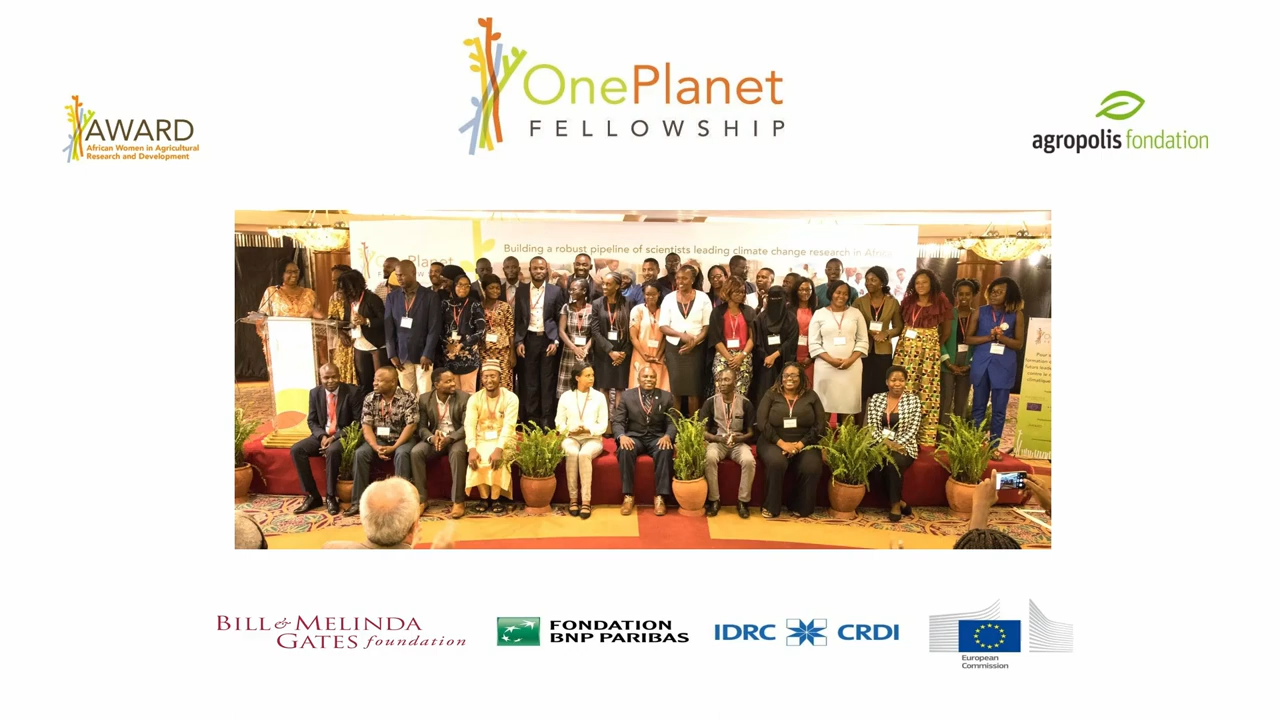 OnePlanet
FELLOWSHIP
AWARD
African Women in Agricultural
Research and Development
agropolis fondation
Building a robust pipeline of scientists leading climate change research in Africa
BILL & MELINDA
GATES foundation
FONDATION
BNP PARIBAS
IDRC CRDI
European
Commission